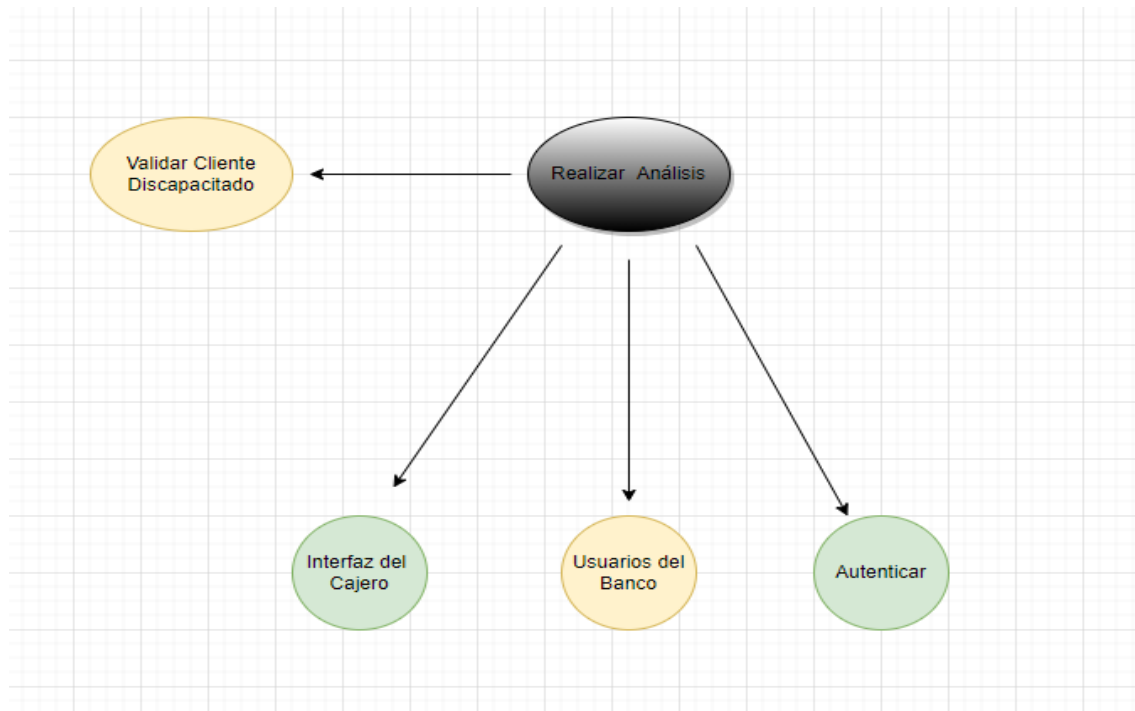 Validar Cliente
Discapacitado
Realizar Análisis
Interfaz del
Cajero
Usuarios del
Banco
Autenticar